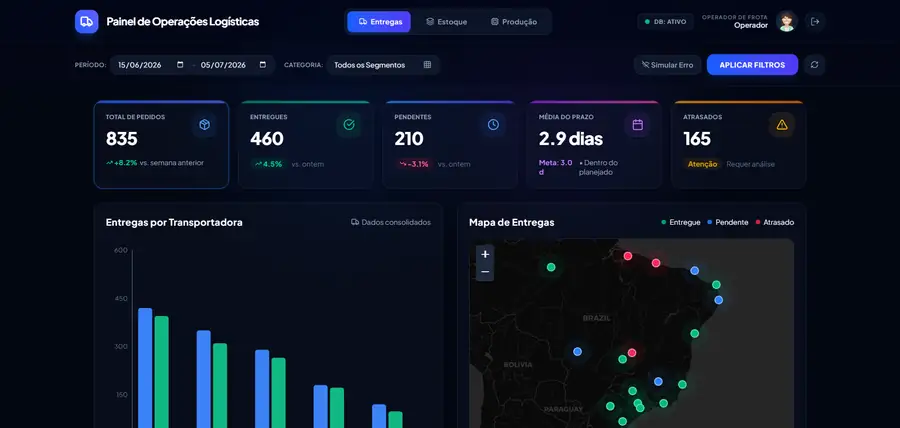 Painel de Operações Logísticas
Entregas
Estoque
Produção
DB: ATIVO
OPERADOR DE FROTA
Operador
PERÍODO:
15/06/2026 - 05/07/2026
CATEGORIA:
Todos os Segmentos
Simular Erro
APLICAR FILTROS
TOTAL DE PEDIDOS
835
+8.2% vs. semana anterior
ENTREGUES
460
4.5% vs. ontem
PENDENTES
210
-3.1% vs. ontem
MÉDIA DO PRAZO
2.9 dias
Meta: 3.0 d
• Dentro do planejado
ATRASADOS
165
Atenção Requer análise
Entregas por Transportadora
Dados consolidados
600
450
300
150
Mapa de Entregas
Entregue
Pendente
Atrasado
+
−
BRAZIL
BOLIVIA
PARAGUAY